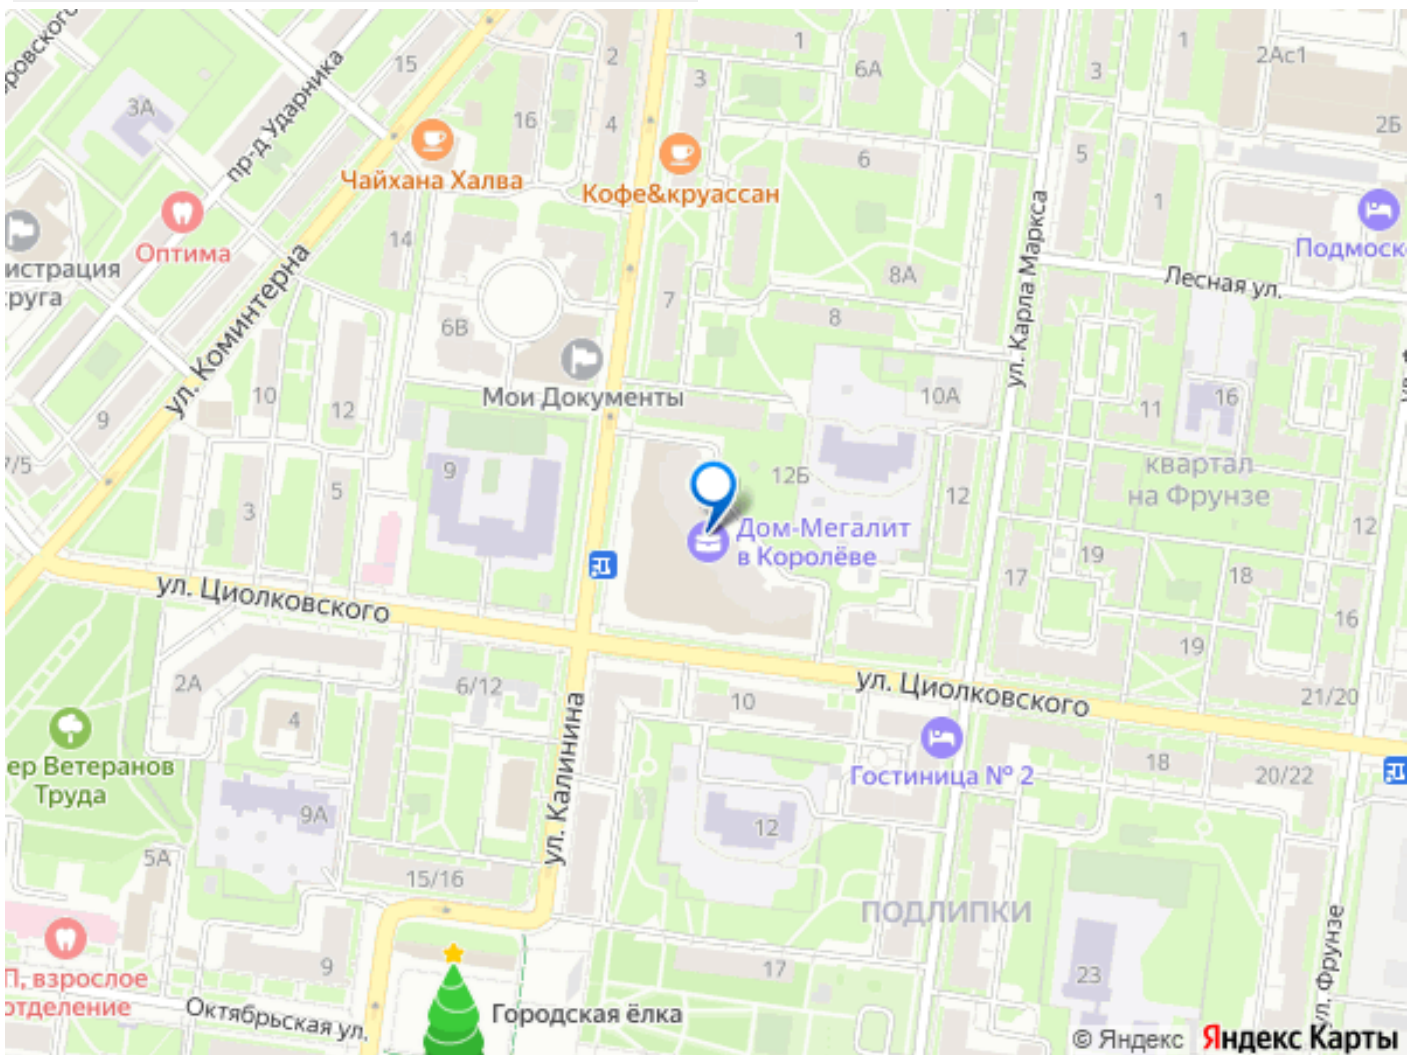 ровского
пр-д Ударника
3А
15
16
2
4
1
3
6А
1
3
2Ас1
2Б
Чайхана Халва
Кофе&круассан
6
5
1
Оптима
истрация
руга
14
ул. Коминтерна
6В
7
8А
8
ул. Карла Маркса
Лесная ул.
Подмоск
Мои Документы
10
12
9
10А
11
16
7/5
3
5
9
12Б
12
квартал
на Фрунзе
12
Дом-Мегалит
в Королёве
17
19
18
16
19
21/20
ул. Циолковского
2А
4
6/12
10
ул. Циолковского
ул. Калинина
Гостиница № 2
18
20/22
ер Ветеранов
Труда
9А
12
5А
15/16
ПОДЛИПКИ
П, взрослое
отделение
9
17
23
ул. Фрунзе
Октябрьская ул.
Городская ёлка
© Яндекс Яндекс Карты